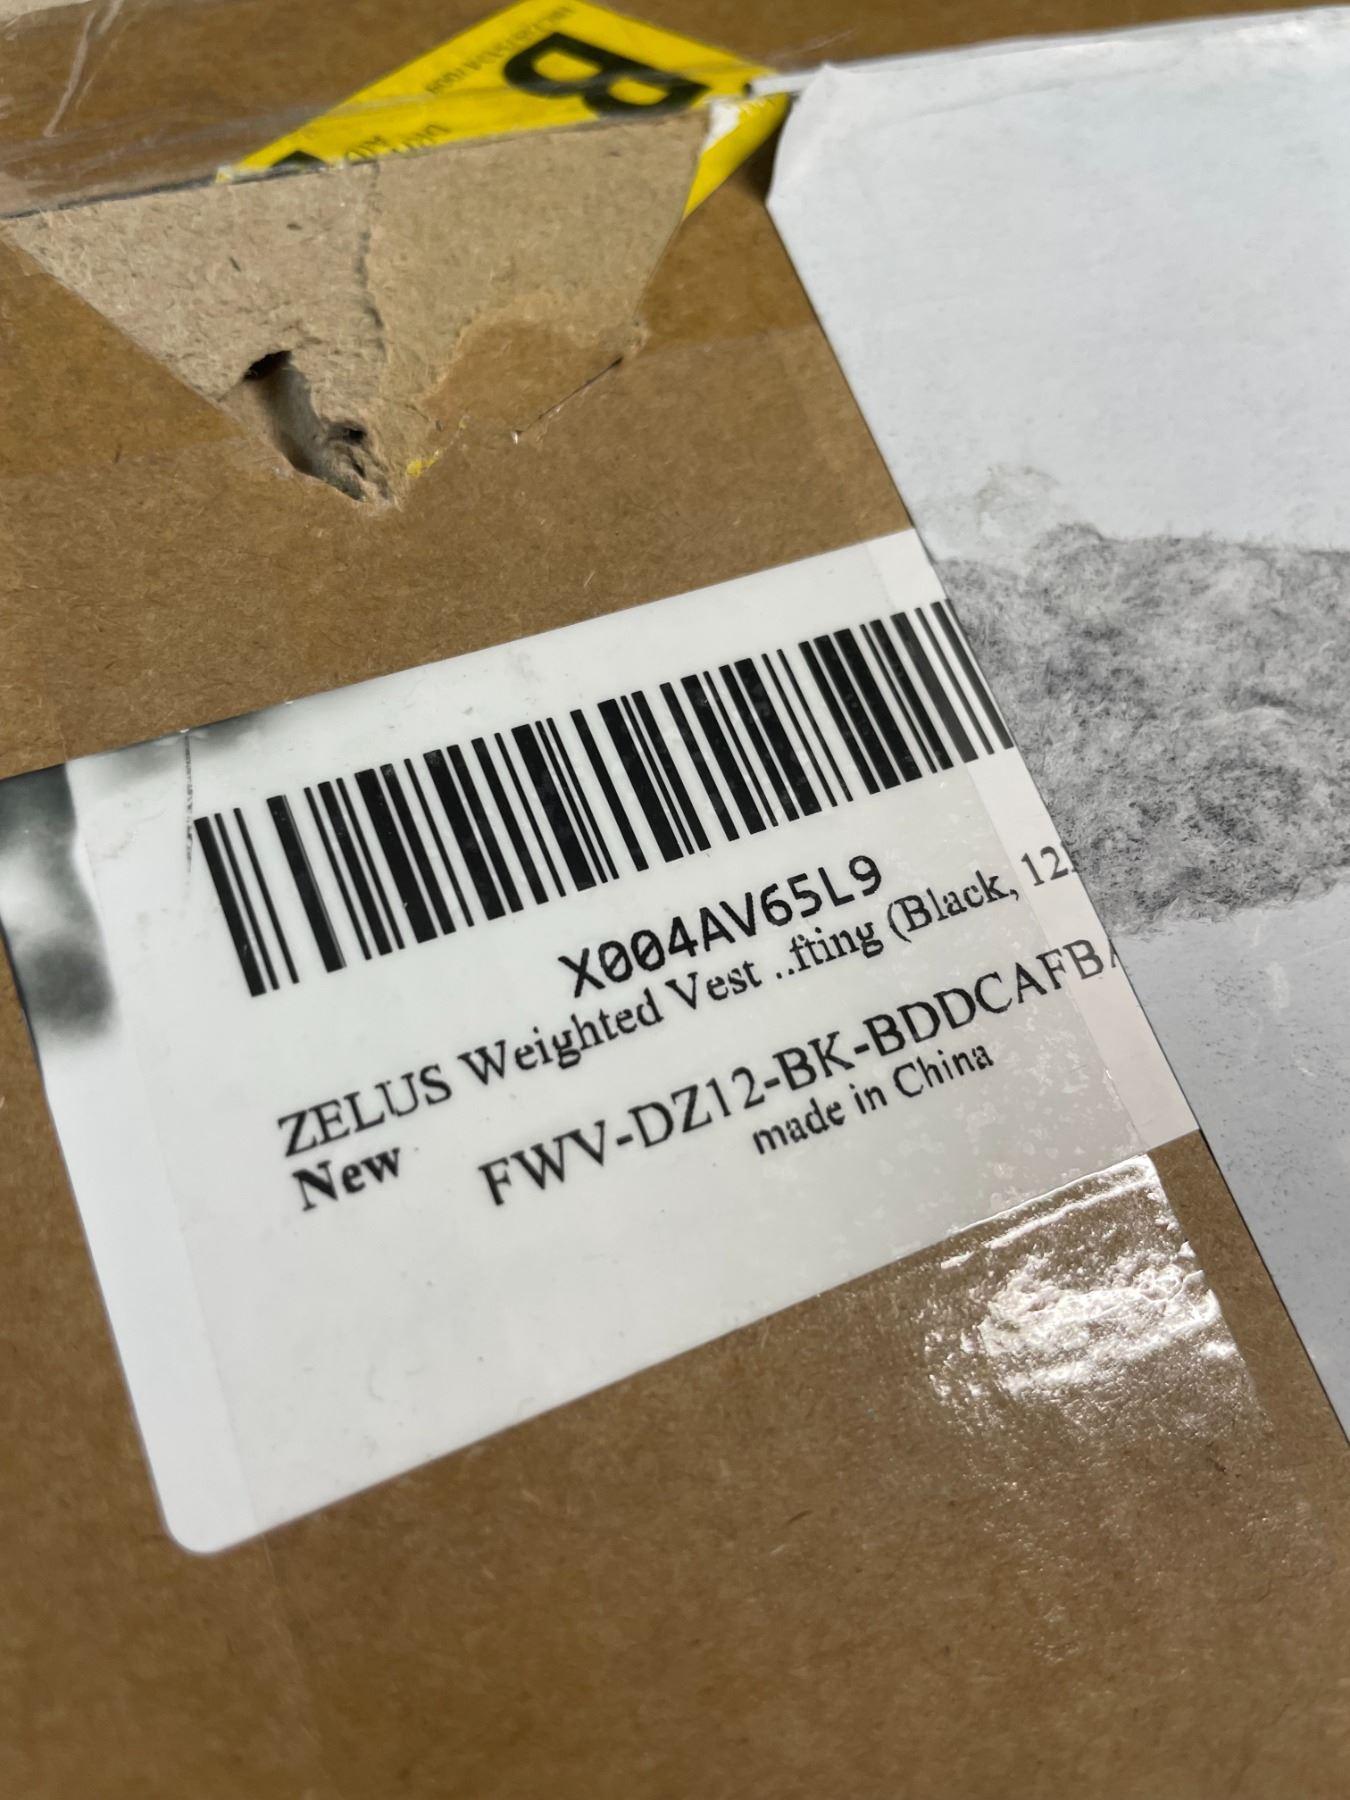 B
X004AV65L9
ZELUS Weighted Vest ..fting (Black, 12
New
FWV-DZ12-BK-BDDCAFBA
made in China